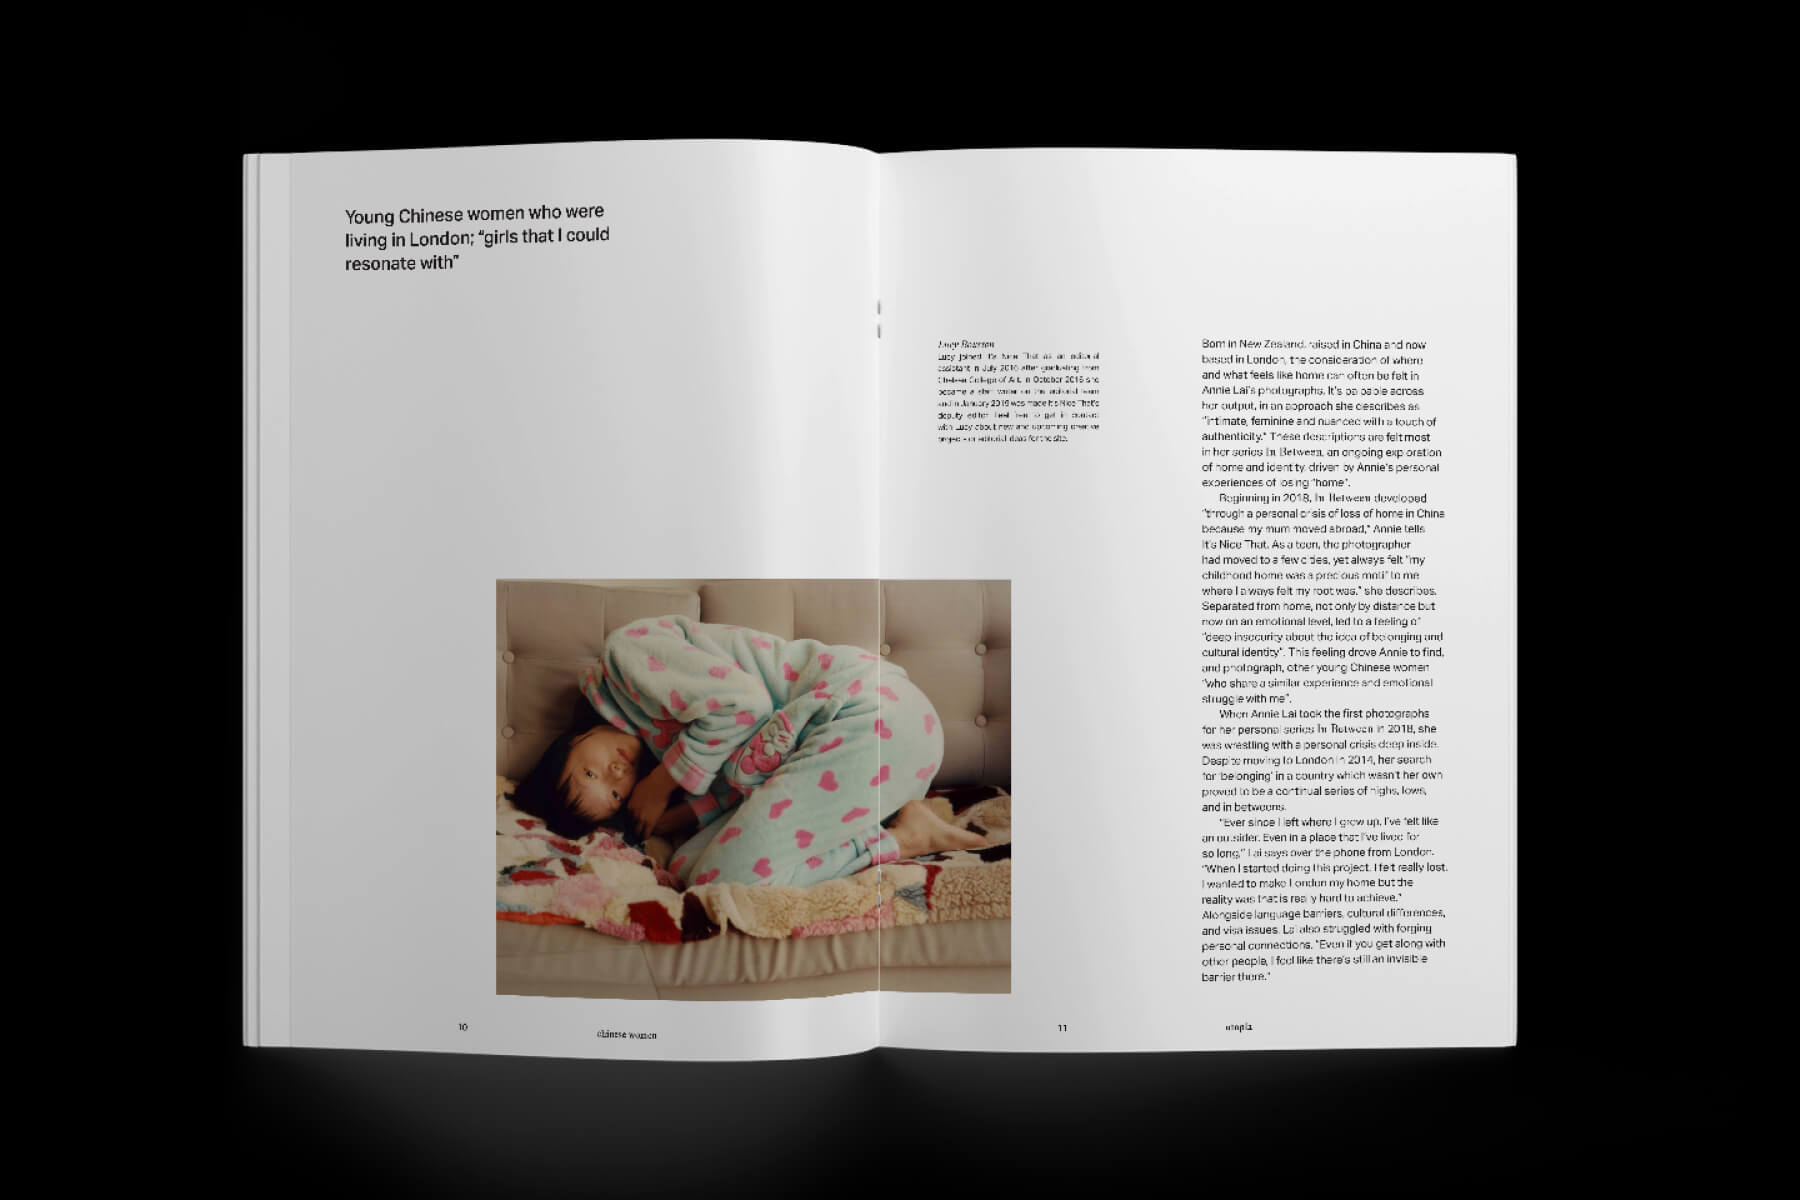 Young Chinese women who were
living in London; “girls that I could
resonate with”
Lucy Bourton
Lucy joined It's Nice That as an editorial
assistant in July 2016 after graduating from
Chelsea College of Art. In October 2016 she
became a staff writer on the editorial team
and in January 2019 was made It's Nice That's
deputy editor. Feel free to get in contact
with Lucy about new and upcoming creative
projects or editorial ideas for the site.
Born in New Zealand, raised in China and now
based in London, the consideration of where
and what feels like home can often be felt in
Annie Lai's photographs. It's palpable across
her output, in an approach she describes as
“intimate, feminine and nuanced with a touch of
authenticity.” These descriptions are felt most
in her series In Between, an ongoing exploration
of home and identity, driven by Annie's personal
experiences of losing “home”.
Beginning in 2018, In Between developed
“through a personal crisis of loss of home in China
because my mum moved abroad,” Annie tells
It's Nice That. As a teen, the photographer
had moved to a few cities, yet always felt “my
childhood home was a precious motif to me
where I always felt my root was,” she describes.
Separated from home, not only by distance but
now on an emotional level, led to a feeling of
“deep insecurity about the idea of belonging and
cultural identity”. This feeling drove Annie to find,
and photograph, other young Chinese women
“who share a similar experience and emotional
struggle with me”.
When Annie Lai took the first photographs
for her personal series In Between in 2018, she
was wrestling with a personal crisis deep inside.
Despite moving to London in 2014, her search
for ‘belonging’ in a country which wasn't her own
proved to be a continual series of highs, lows,
and in betweens.
“Ever since I left where I grew up, I've felt like
an outsider. Even in a place that I've lived for
so long,” Lai says over the phone from London.
“When I started doing this project, I felt really lost.
I wanted to make London my home but the
reality was that is really hard to achieve.”
Alongside language barriers, cultural differences,
and visa issues, Lai also struggled with forging
personal connections. “Even if you get along with
other people, I feel like there's still an invisible
barrier there.”
10
chinese women
11
utopia